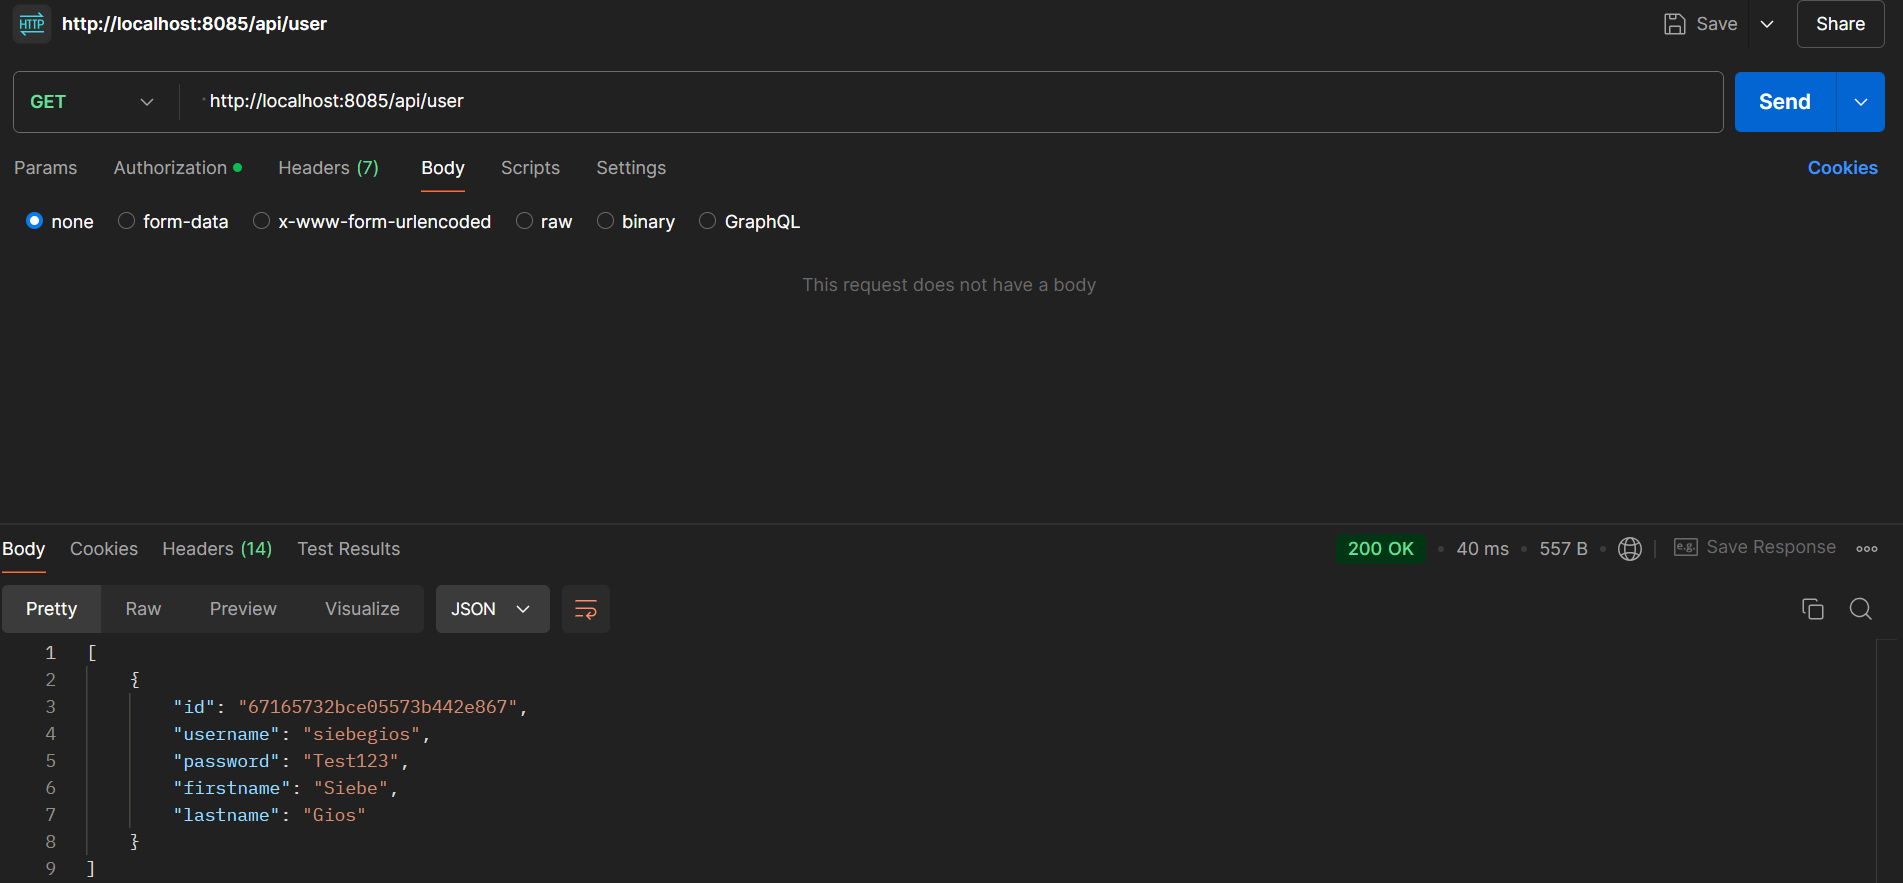 HTTP http://localhost:8085/api/user Save Share
GET http://localhost:8085/api/user Send
Params Authorization Headers (7) Body Scripts Settings Cookies
none form-data x-www-form-urlencoded raw binary GraphQL
This request does not have a body
Body Cookies Headers (14) Test Results 200 OK • 40 ms • 557 B • e.g. Save Response
Pretty Raw Preview Visualize JSON
1 [
2 {
3 "id": "67165732bce05573b442e867",
4 "username": "siebegios",
5 "password": "Test123",
6 "firstname": "Siebe",
7 "lastname": "Gios"
8 }
9 ]